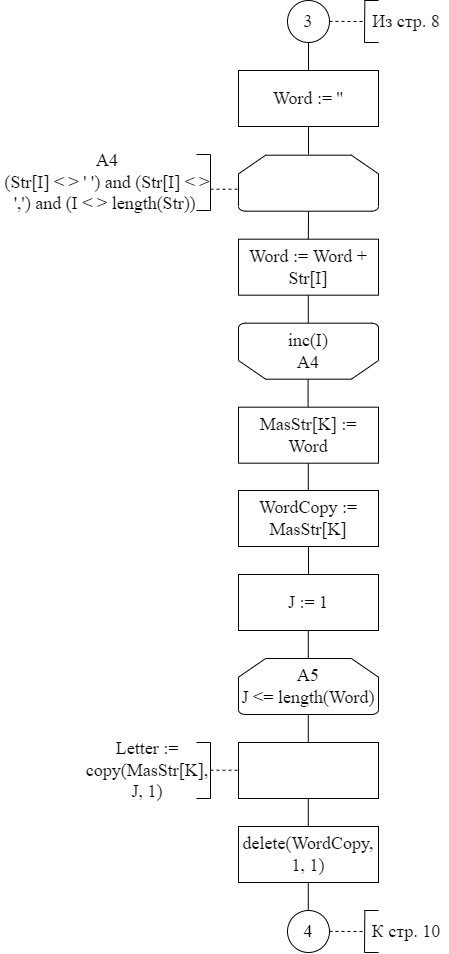 3
Из стр. 8
Word := ''
A4
(Str[I] <> ' ') and (Str[I] <>
',') and (I <> length(Str))
Word := Word +
Str[I]
inc(I)
A4
MasStr[K] :=
Word
WordCopy :=
MasStr[K]
J := 1
A5
J <= length(Word)
Letter :=
copy(MasStr[K],
J, 1)
delete(WordCopy,
1, 1)
4
К стр. 10